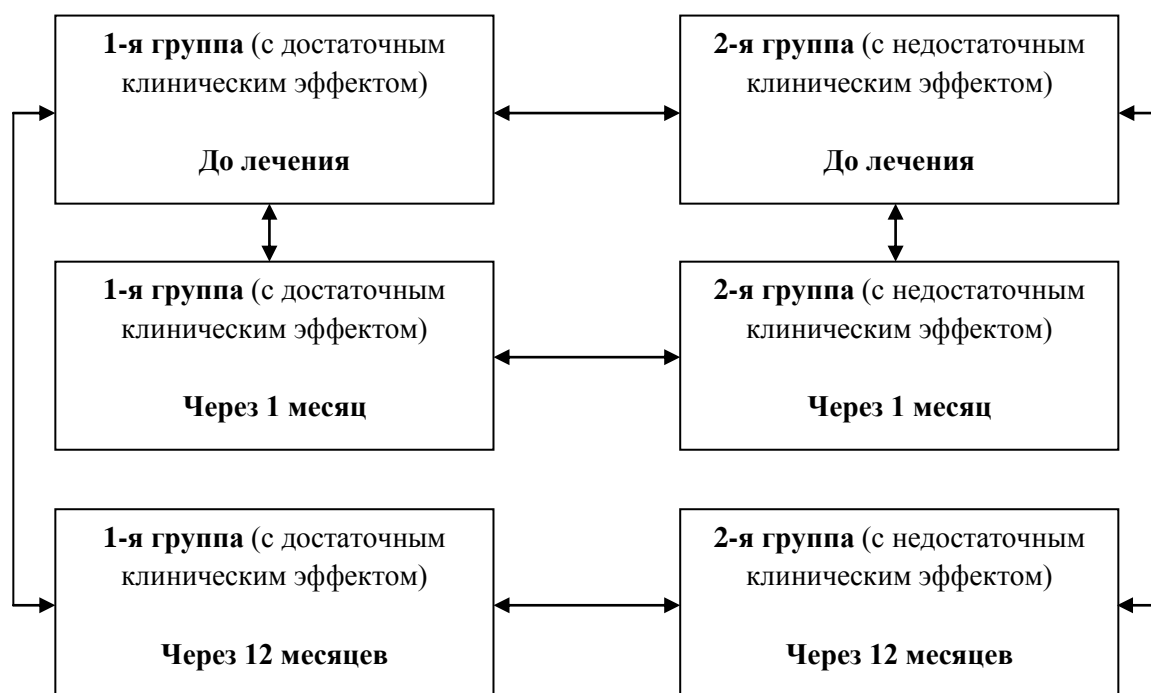 1-я группа (с достаточным
клиническим эффектом)
До лечения
2-я группа (с недостаточным
клиническим эффектом)
До лечения
1-я группа (с достаточным
клиническим эффектом)
Через 1 месяц
2-я группа (с недостаточным
клиническим эффектом)
Через 1 месяц
1-я группа (с достаточным
клиническим эффектом)
Через 12 месяцев
2-я группа (с недостаточным
клиническим эффектом)
Через 12 месяцев